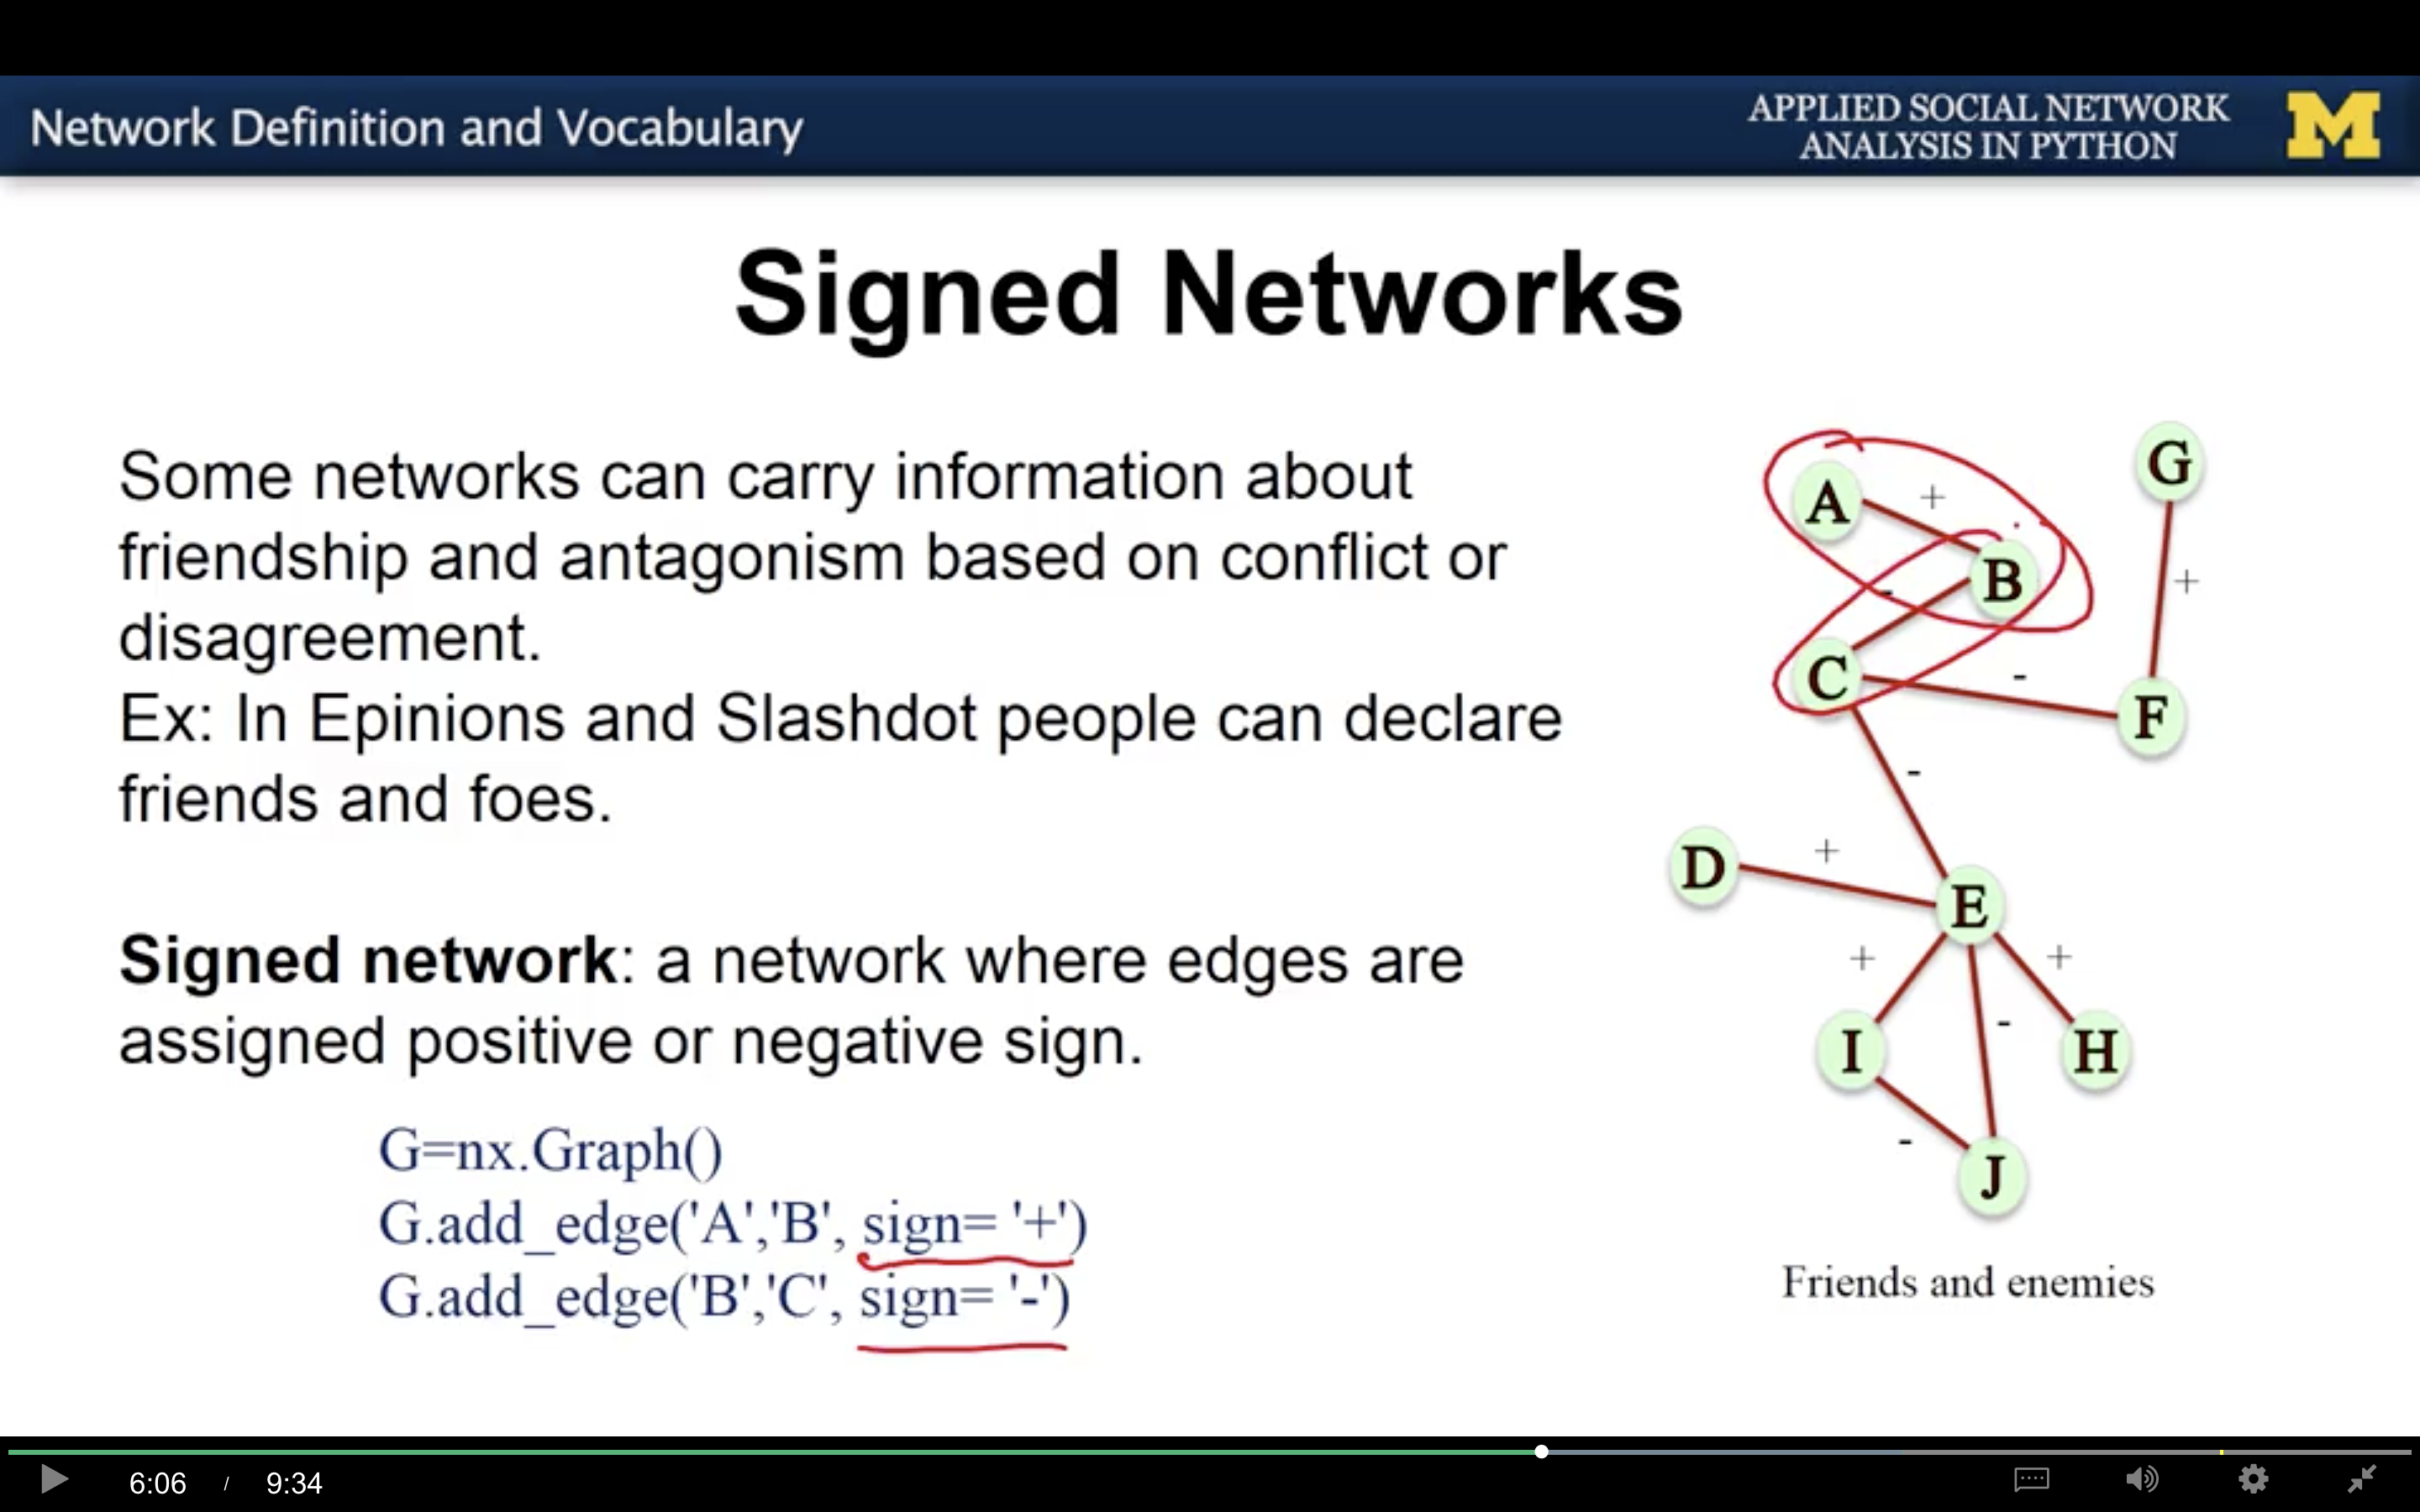 Network Definition and Vocabulary
APPLIED SOCIAL NETWORK
ANALYSIS IN PYTHON
M
Signed Networks
Some networks can carry information about
friendship and antagonism based on conflict or
disagreement.
Ex: In Epinions and Slashdot people can declare
friends and foes.
Signed network: a network where edges are
assigned positive or negative sign.
G=nx.Graph()
G.add_edge('A','B', sign= '+')
G.add_edge('B','C', sign= '-')
G
A
+
B
+
-
C
-
F
-
D
+
E
+
+
-
I
H
-
J
Friends and enemies
6:06 / 9:34